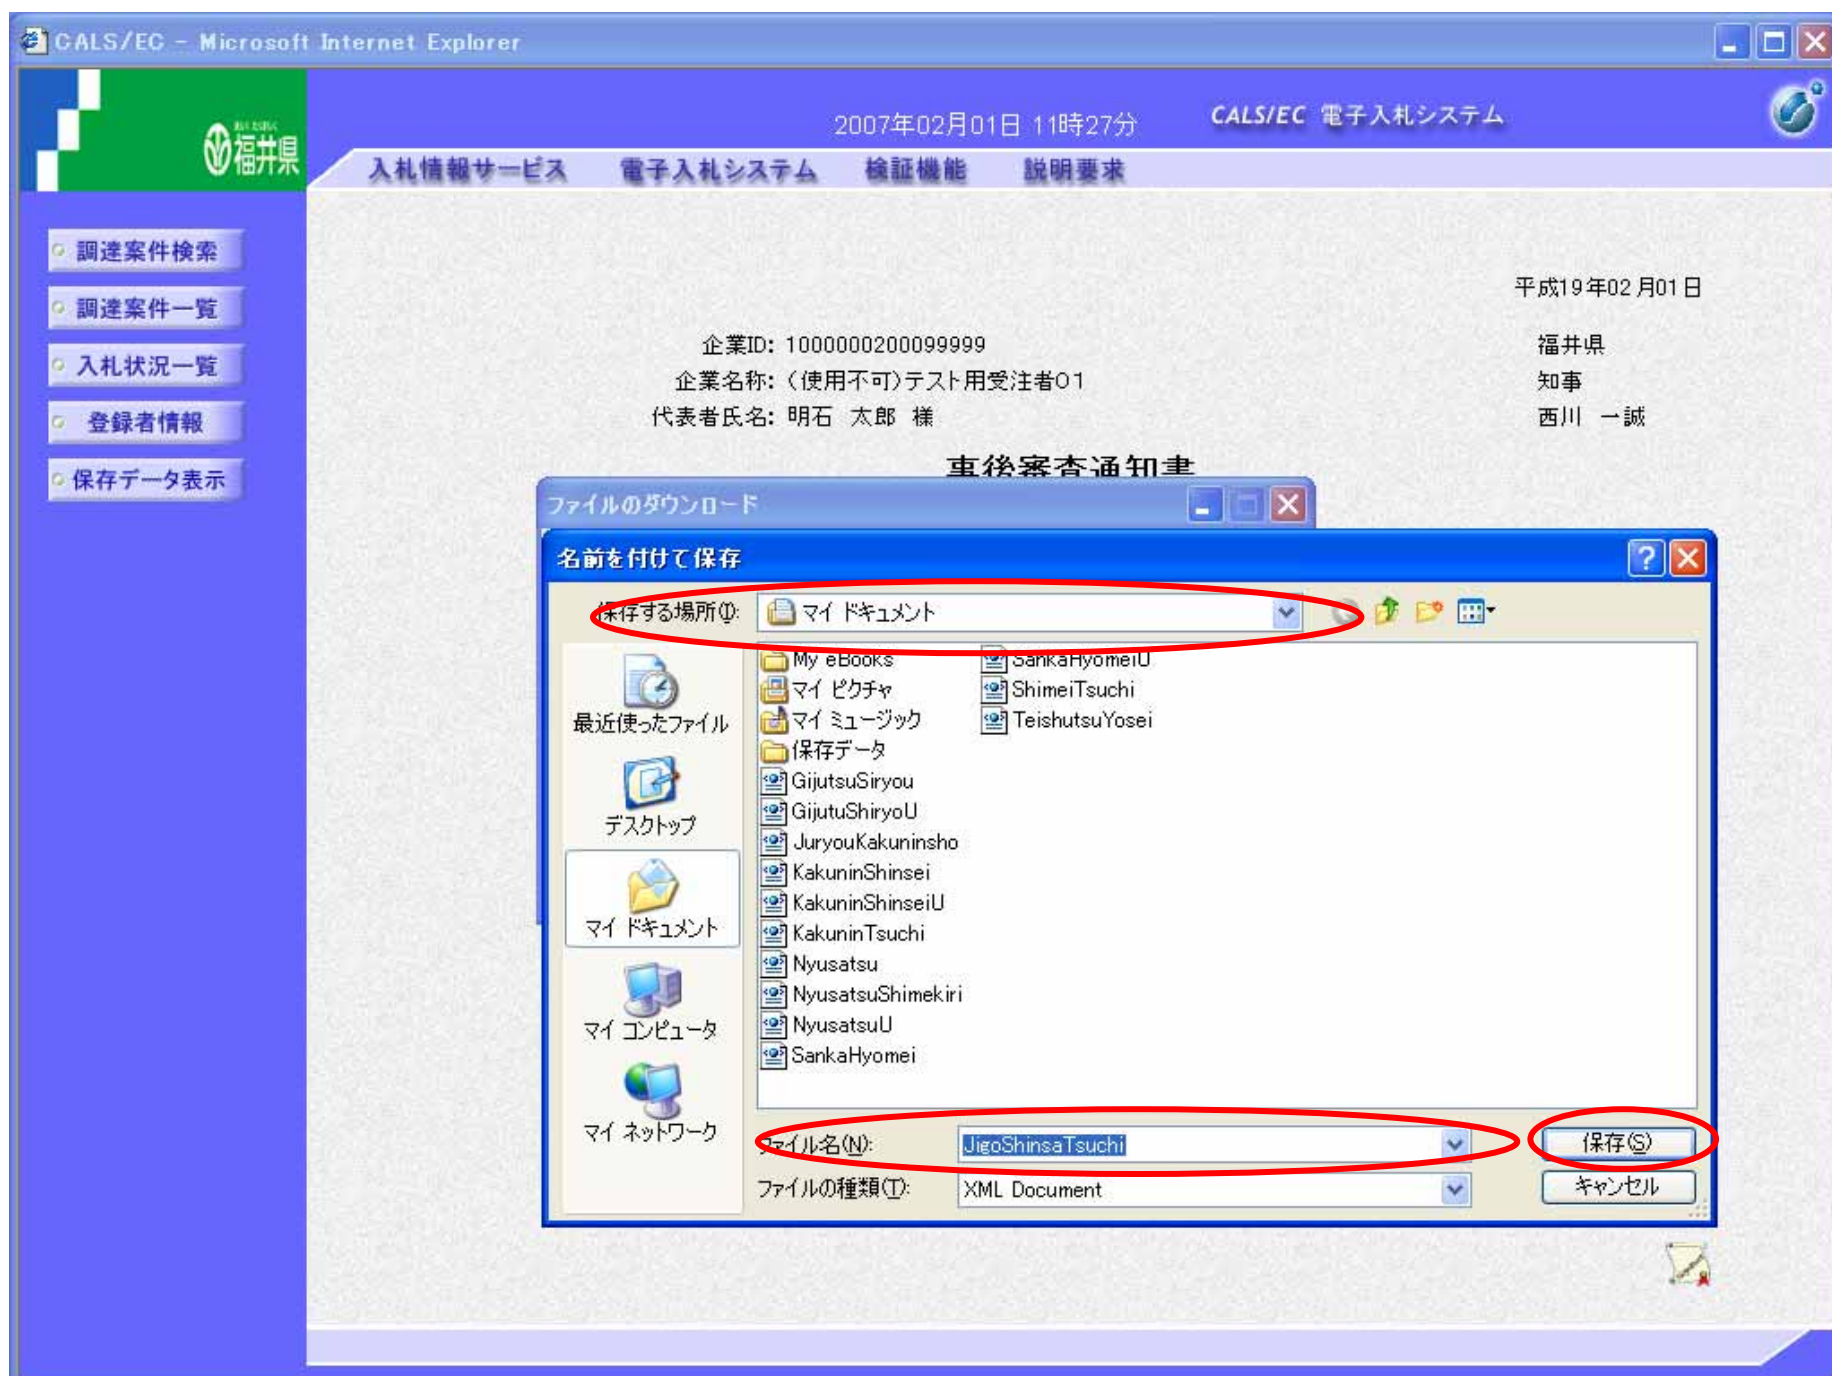 CALS/EC - Microsoft Internet Explorer
福井県
2007年02月01日 11時27分
CALS/EC 電子入札システム
入札情報サービス 電子入札システム 検証機能 説明要求
調達案件検索
調達案件一覧
入札状況一覧
登録者情報
保存データ表示
平成19年02月01日
企業ID: 1000000200099999
企業名称: (使用不可)テスト用受注者01
代表者氏名: 明石 太郎 様
福井県
知事
西川 一誠
事後審査通知書
ファイルのダウンロード
名前を付けて保存
保存する場所(I):
マイ ドキュメント
最近使ったファイル
デスクトップ
マイ ドキュメント
マイ コンピュータ
マイ ネットワーク
My eBooks
マイ ピクチャ
マイ ミュージック
保存データ
GijutsuSiryou
GijutuShiryoU
JuryouKakuninsho
KakuninShinsei
KakuninShinseiU
KakuninTsuchi
Nyusatsu
NyusatsuShimekiri
NyusatsuU
SankaHyomei
SankaHyomeiU
ShimeiTsuchi
TeishutsuYosei
ファイル名(N): JigoShinsaTsuchi 保存(S)
ファイルの種類(T): XML Document キャンセル